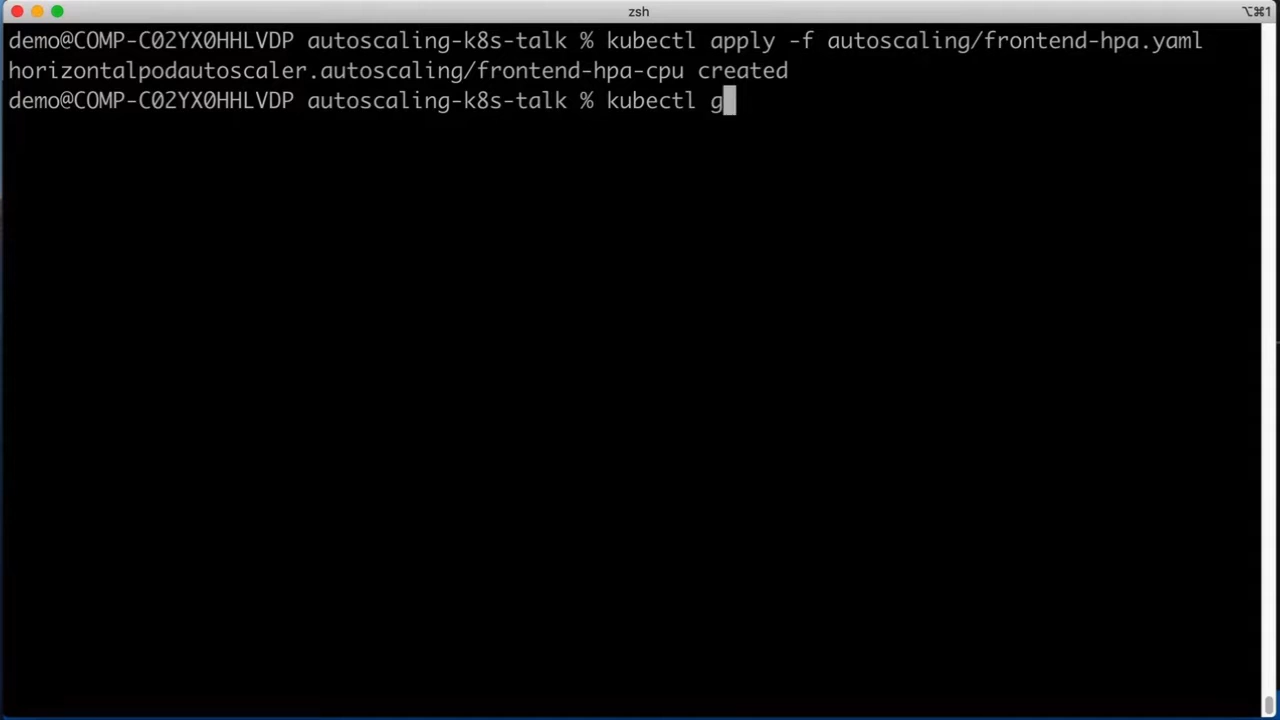 zsh
⌥⌘1
demo@COMP-C02YX0HHLVDP autoscaling-k8s-talk % kubectl apply -f autoscaling/frontend-hpa.yaml
horizontalpodautoscaler.autoscaling/frontend-hpa-cpu created
demo@COMP-C02YX0HHLVDP autoscaling-k8s-talk % kubectl g